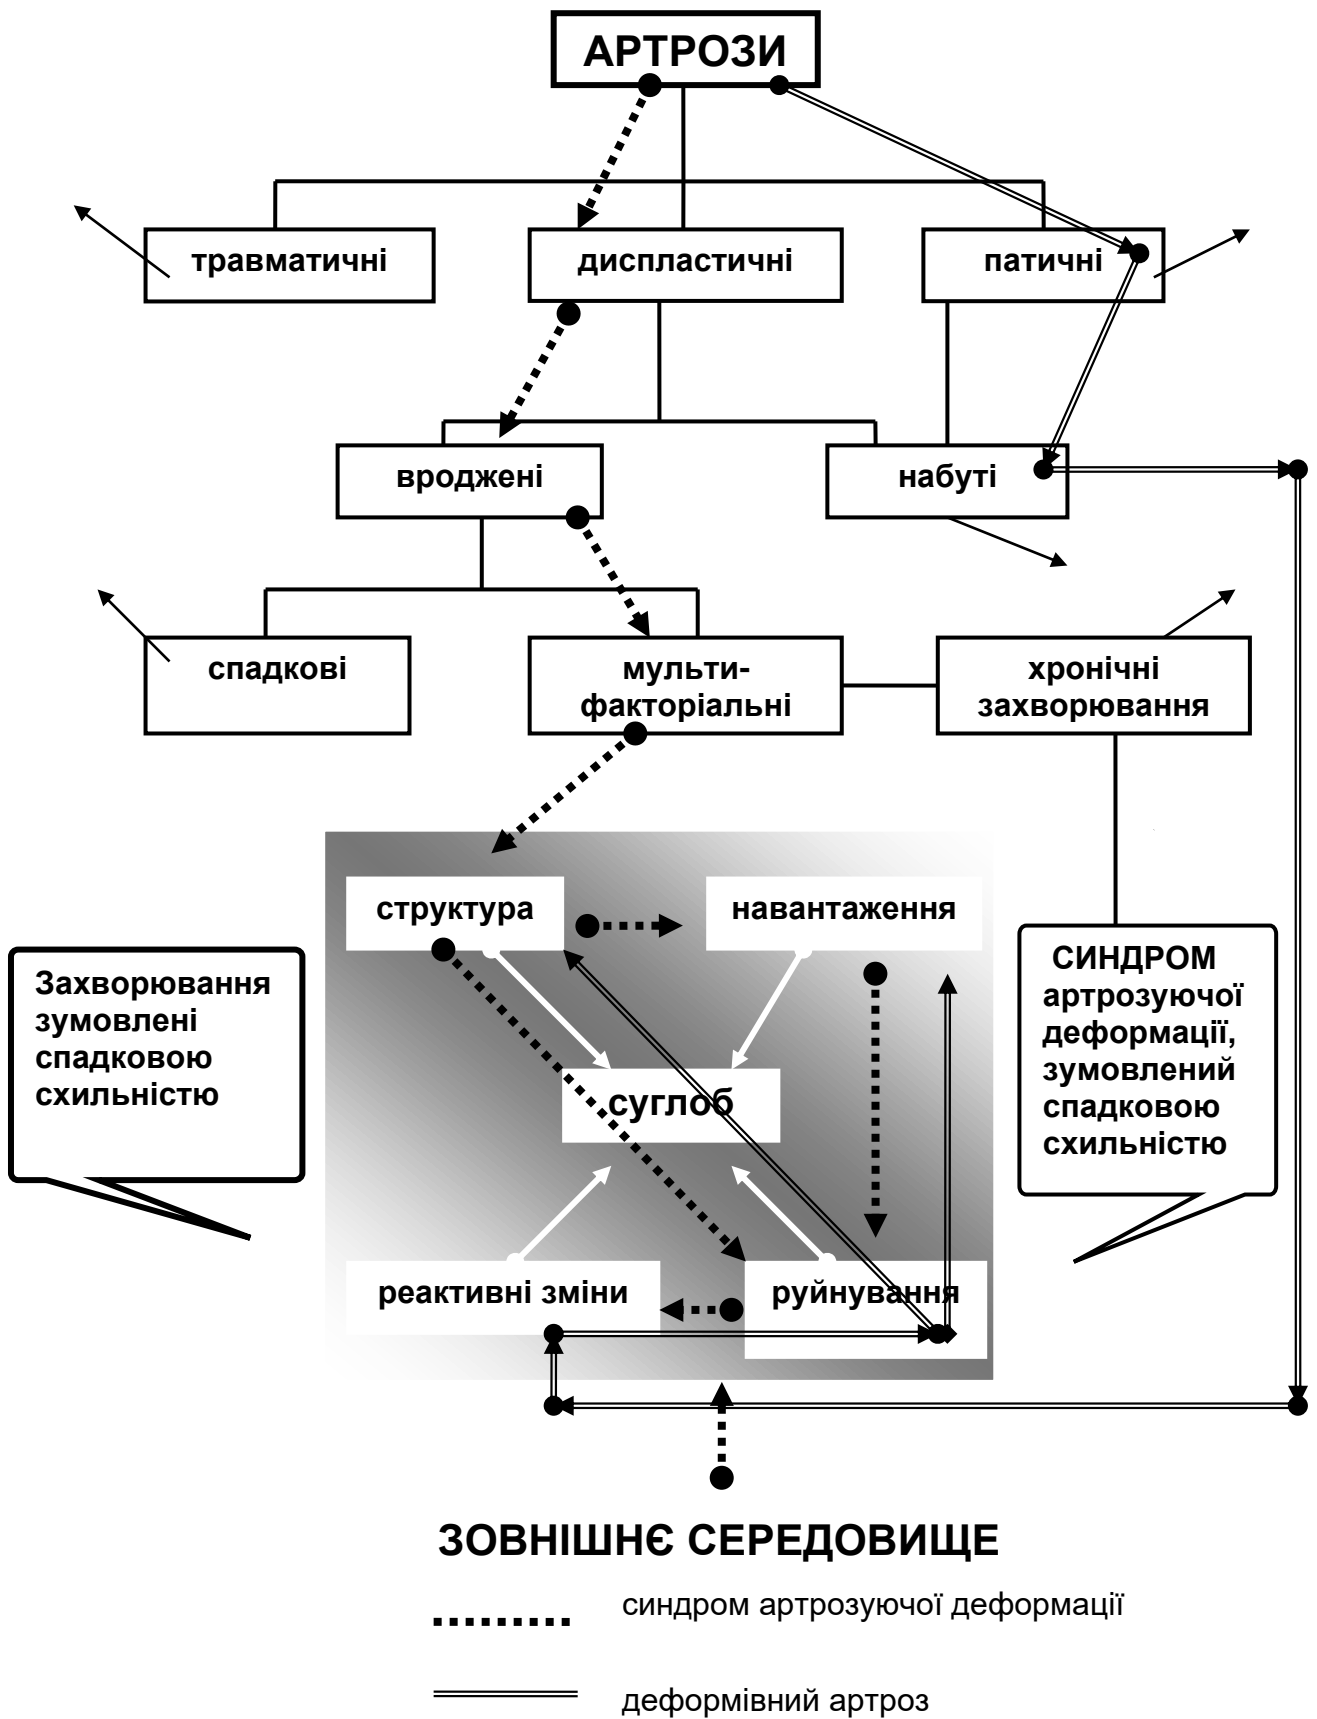 АРТРОЗИ
травматичні
диспластичні
патичні
вроджені
набуті
спадкові
мульти-
факторіальні
хронічні
захворювання
структура
навантаження
Захворювання
зумовлені
спадковою
схильністю
СИНДРОМ
артрозуючої
деформації,
зумовлений
спадковою
схильністю
суглоб
реактивні зміни
руйнування
ЗОВНІШНЄ СЕРЕДОВИЩЕ
синдром артрозуючої деформації
деформівний артроз